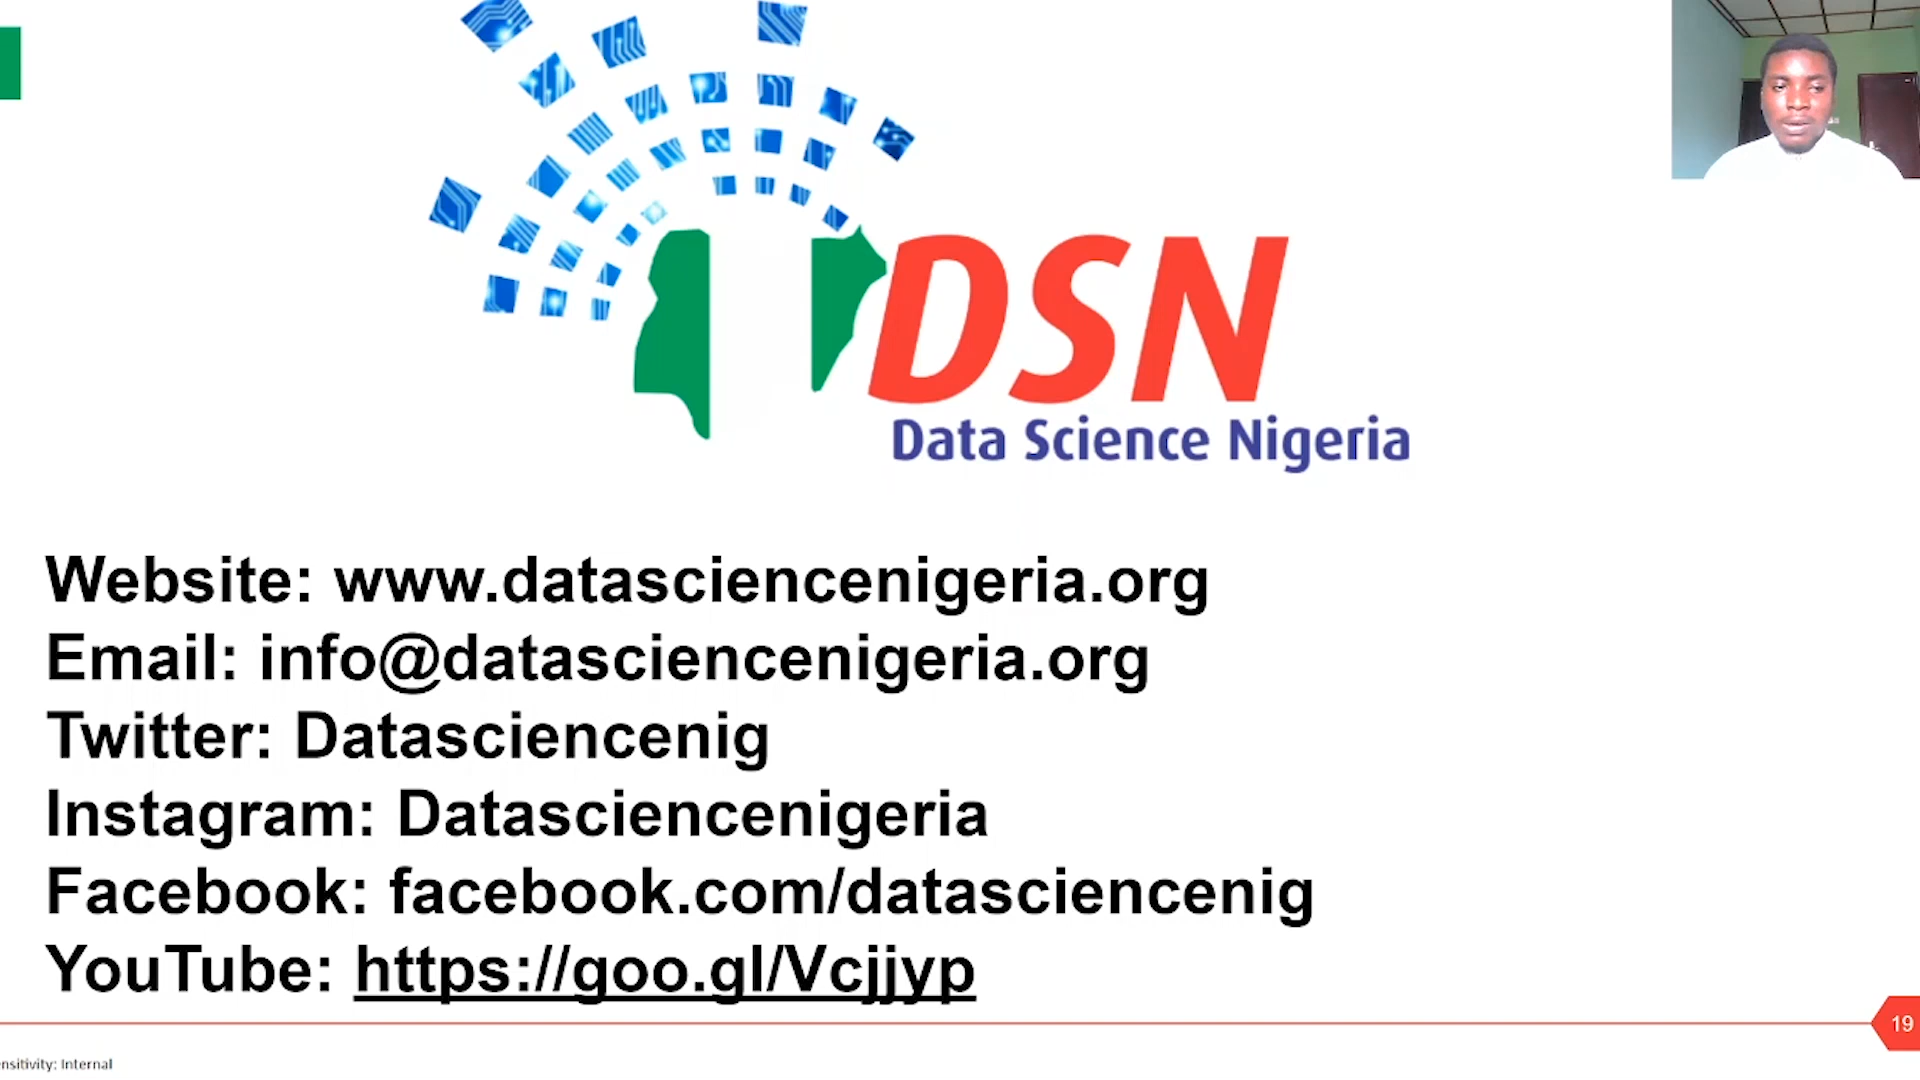 DSN
Data Science Nigeria
Website: www.datasciencenigeria.org
Email: info@datasciencenigeria.org
Twitter: Datasciencenig
Instagram: Datasciencenigeria
Facebook: facebook.com/datasciencenig
YouTube: https://goo.gl/Vcjjyp
19
nsitivity: Internal